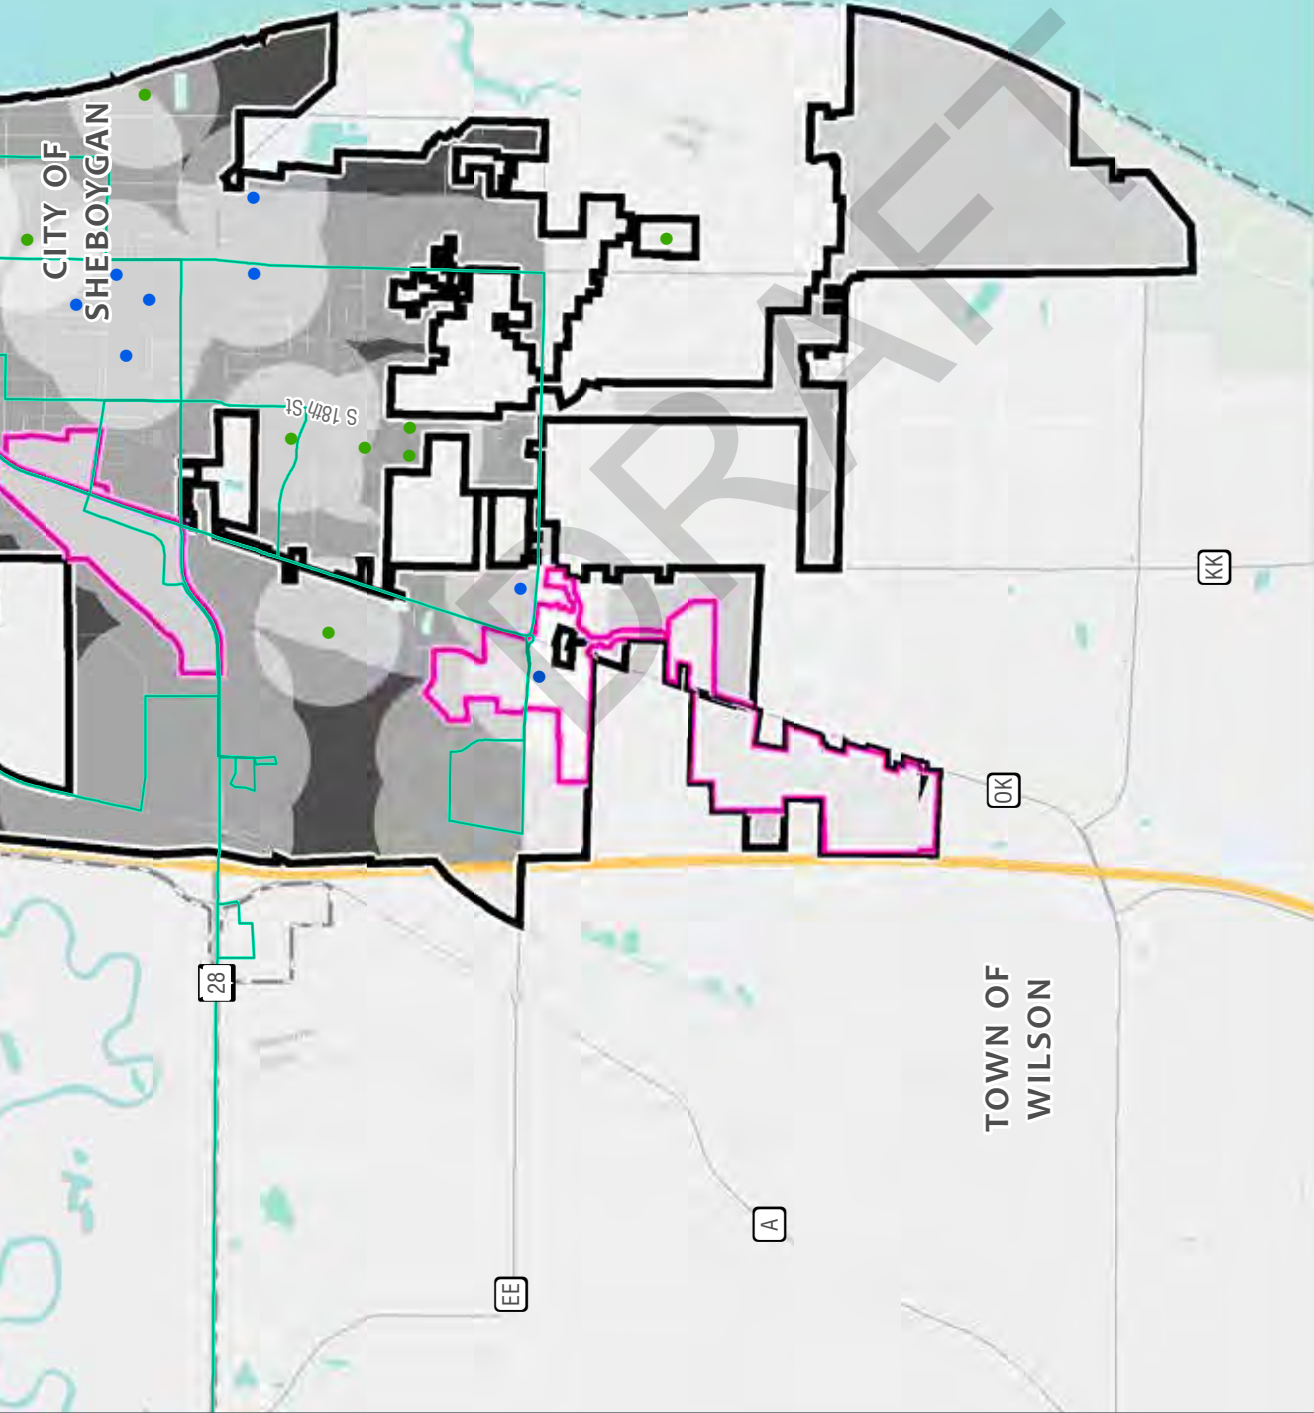 CITY OF
SHEBOYGAN
S 18th St
DRAFT
KK
OK
28
TOWN OF
WILSON
A
EE